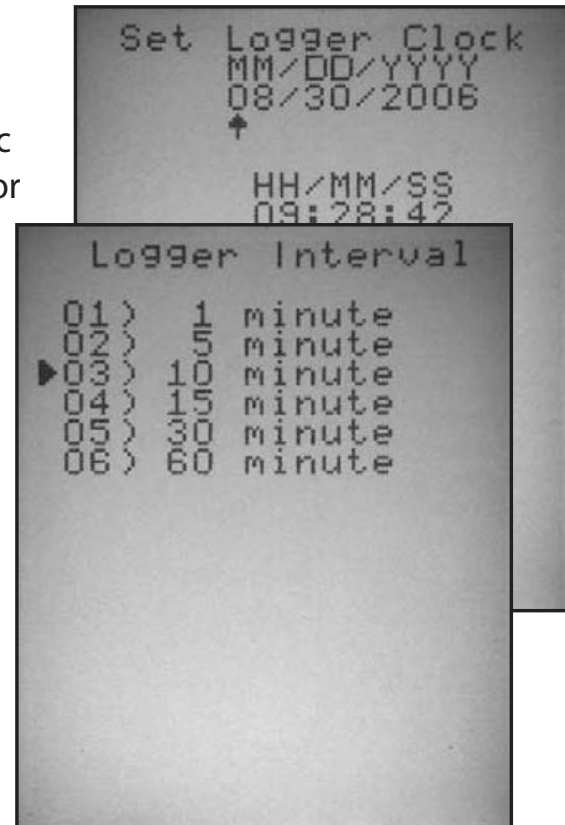 Set Logger Clock
MM/DD/YYYY
08/30/2006
c
or
HH/MM/SS
09:28:42
Logger Interval
01) 1 minute
02) 5 minute
03) 10 minute
04) 15 minute
05) 30 minute
06) 60 minute